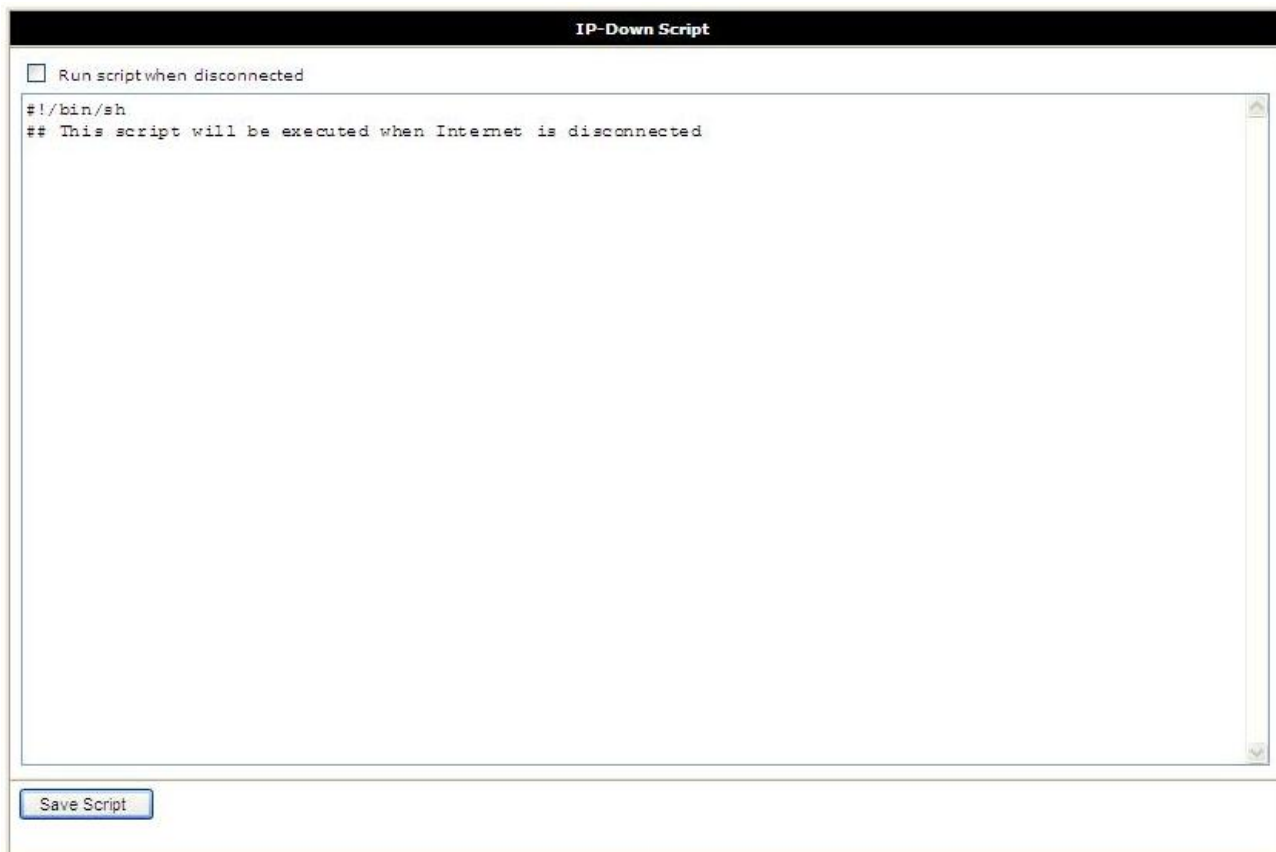 IP-Down Script
Run script when disconnected
#!/bin/sh
## This script will be executed when Internet is disconnected
Save Script